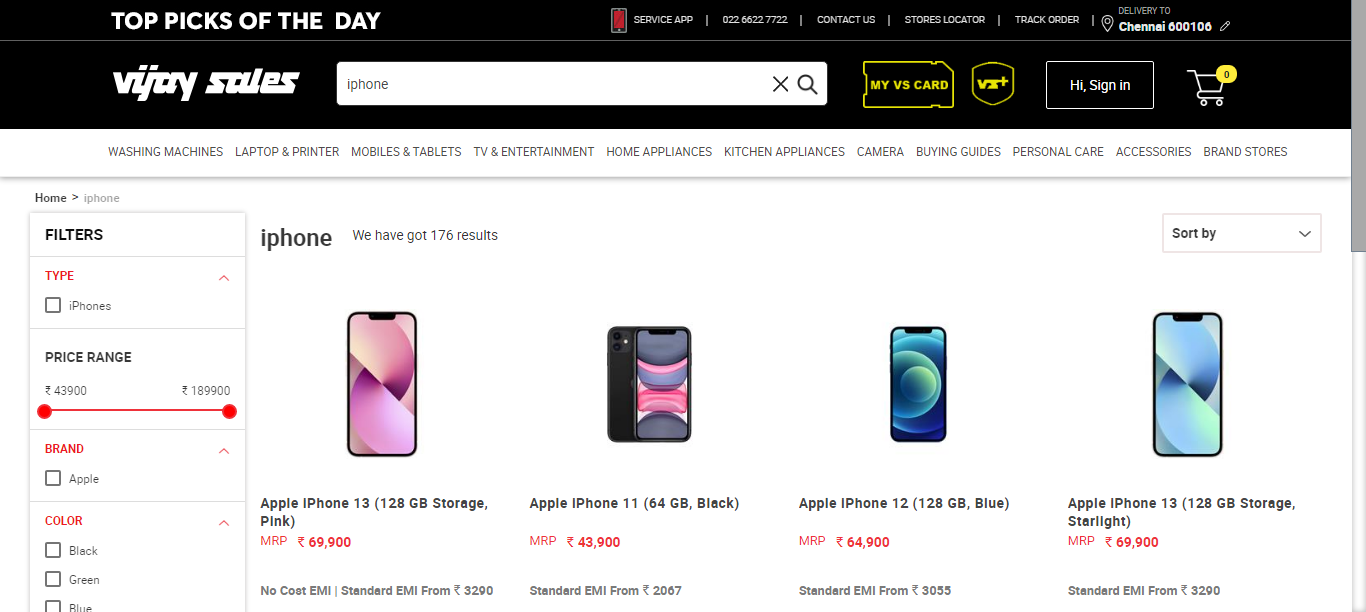 TOP PICKS OF THE DAY
SERVICE APP | 022 6622 7722 | CONTACT US | STORES LOCATOR | TRACK ORDER |
DELIVERY TO
Chennai 600106
vijay sales
iphone
MY VS CARD
VS+
Hi, Sign in
0
WASHING MACHINES LAPTOP & PRINTER MOBILES & TABLETS TV & ENTERTAINMENT HOME APPLIANCES KITCHEN APPLIANCES CAMERA BUYING GUIDES PERSONAL CARE ACCESSORIES BRAND STORES
Home > iphone
FILTERS
TYPE
iPhones
PRICE RANGE
₹ 43900 ₹ 189900
BRAND
Apple
COLOR
Black
Green
Blue
iphone We have got 176 results
Sort by
Apple iPhone 13 (128 GB Storage,
Pink)
MRP ₹ 69,900
No Cost EMI | Standard EMI From ₹ 3290
Apple iPhone 11 (64 GB, Black)
MRP ₹ 43,900
Standard EMI From ₹ 2067
Apple iPhone 12 (128 GB, Blue)
MRP ₹ 64,900
Standard EMI From ₹ 3055
Apple iPhone 13 (128 GB Storage,
Starlight)
MRP ₹ 69,900
Standard EMI From ₹ 3290